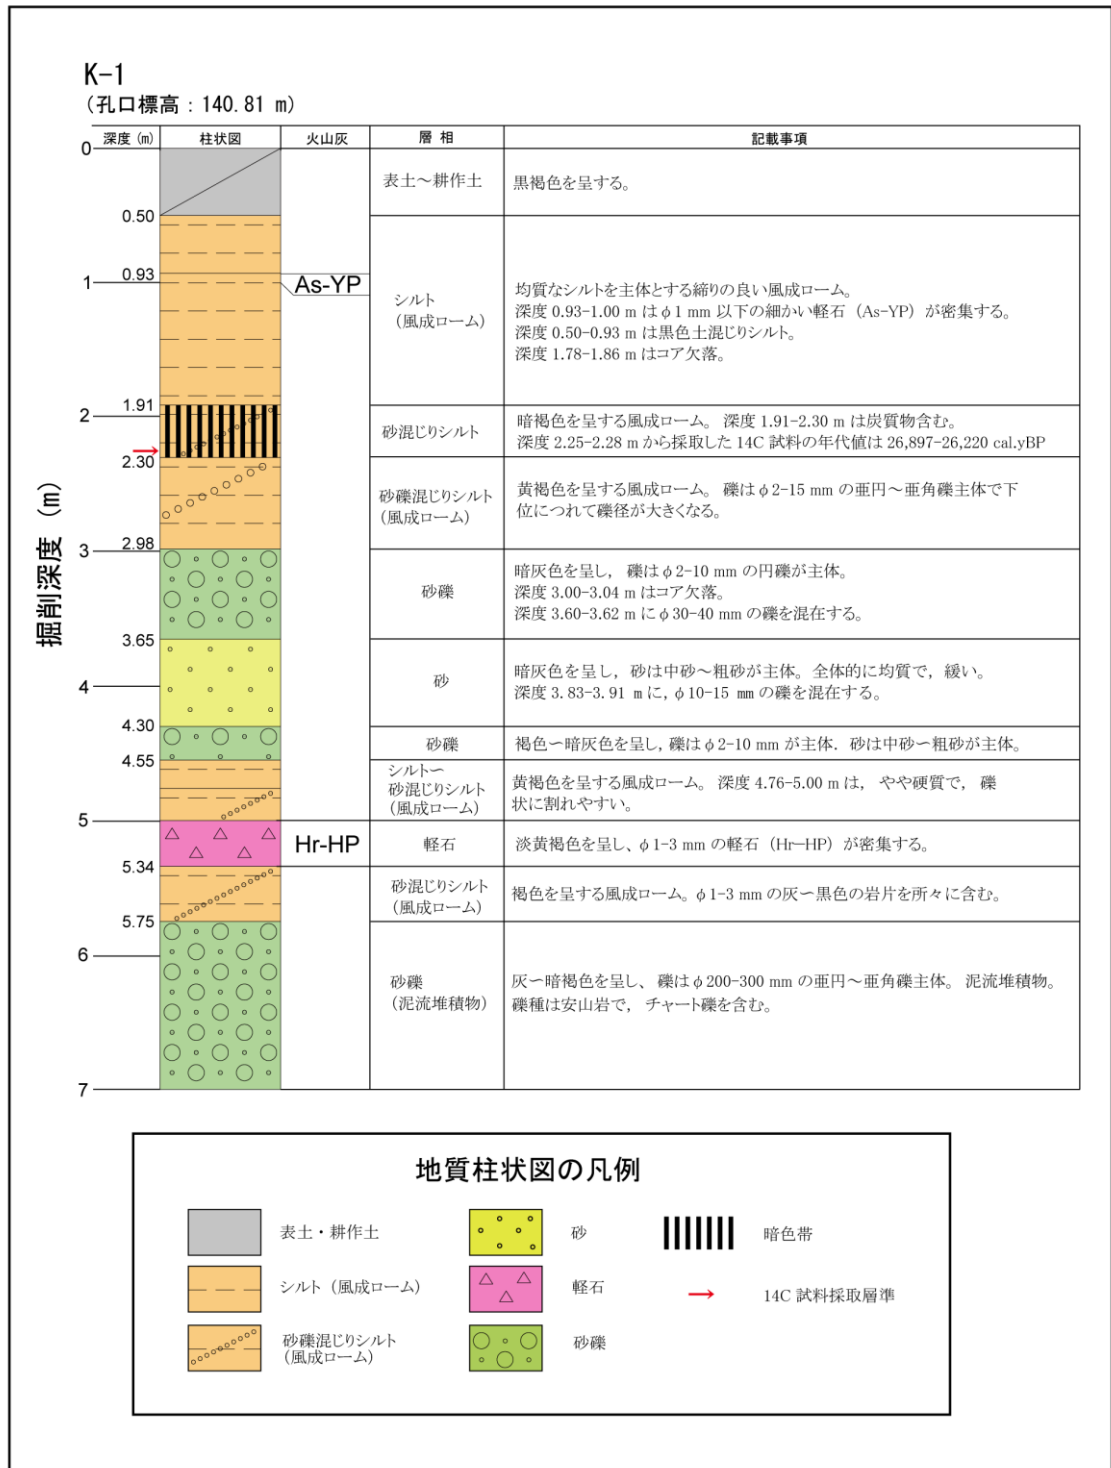 K-1
（孔口標高：140.81 m）
深度 (m) 柱状図 火山灰 層 相 記載事項
0
表土～耕作土 黒褐色を呈する。
0.50
0.93
As-YP
1
シルト
（風成ローム）
均質なシルトを主体とする締りの良い風成ローム。
深度 0.93-1.00 m はφ1 mm 以下の細かい軽石（As-YP）が密集する。
深度 0.50-0.93 m は黒色土混じりシルト。
深度 1.78-1.86 m はコア欠落。
1.91
2
砂混じりシルト
暗褐色を呈する風成ローム。 深度 1.91-2.30 m は炭質物含む。
深度 2.25-2.28 m から採取した 14C 試料の年代値は 26,897-26,220 cal.yBP
2.30
砂礫混じりシルト
（風成ローム）
黄褐色を呈する風成ローム。 礫はφ2-15 mm の亜円～亜角礫主体で下
位につれて礫径が大きくなる。
2.98
3
砂礫
暗灰色を呈し， 礫はφ2-10 mm の円礫が主体。
深度 3.00-3.04 m はコア欠落。
深度 3.60-3.62 m にφ30-40 mm の礫を混在する。
3.65
4
砂
暗灰色を呈し， 砂は中砂～粗砂が主体。全体的に均質で， 緩い。
深度 3.83-3.91 m に，φ10-15 mm の礫を混在する。
4.30
砂礫 褐色～暗灰色を呈し，礫はφ2-10 mm が主体． 砂は中砂～粗砂が主体。
4.55
シルト～
砂混じりシルト
（風成ローム）
黄褐色を呈する風成ローム。 深度 4.76-5.00 m は， やや硬質で， 礫
状に割れやすい。
5
Hr-HP 軽石 淡黄褐色を呈し、φ1-3 mm の軽石（Hr-HP）が密集する。
5.34
砂混じりシルト
（風成ローム）
褐色を呈する風成ローム。φ1-3 mm の灰～黒色の岩片を所々に含む。
5.75
6
砂礫
（泥流堆積物）
灰～暗褐色を呈し、 礫はφ200-300 mm の亜円～亜角礫主体。 泥流堆積物。
礫種は安山岩で， チャート礫を含む。
7
掘削深度 (m)
地質柱状図の凡例
表土・耕作土 砂 暗色帯
シルト（風成ローム） 軽石 14C 試料採取層準
砂礫混じりシルト
（風成ローム）
砂礫